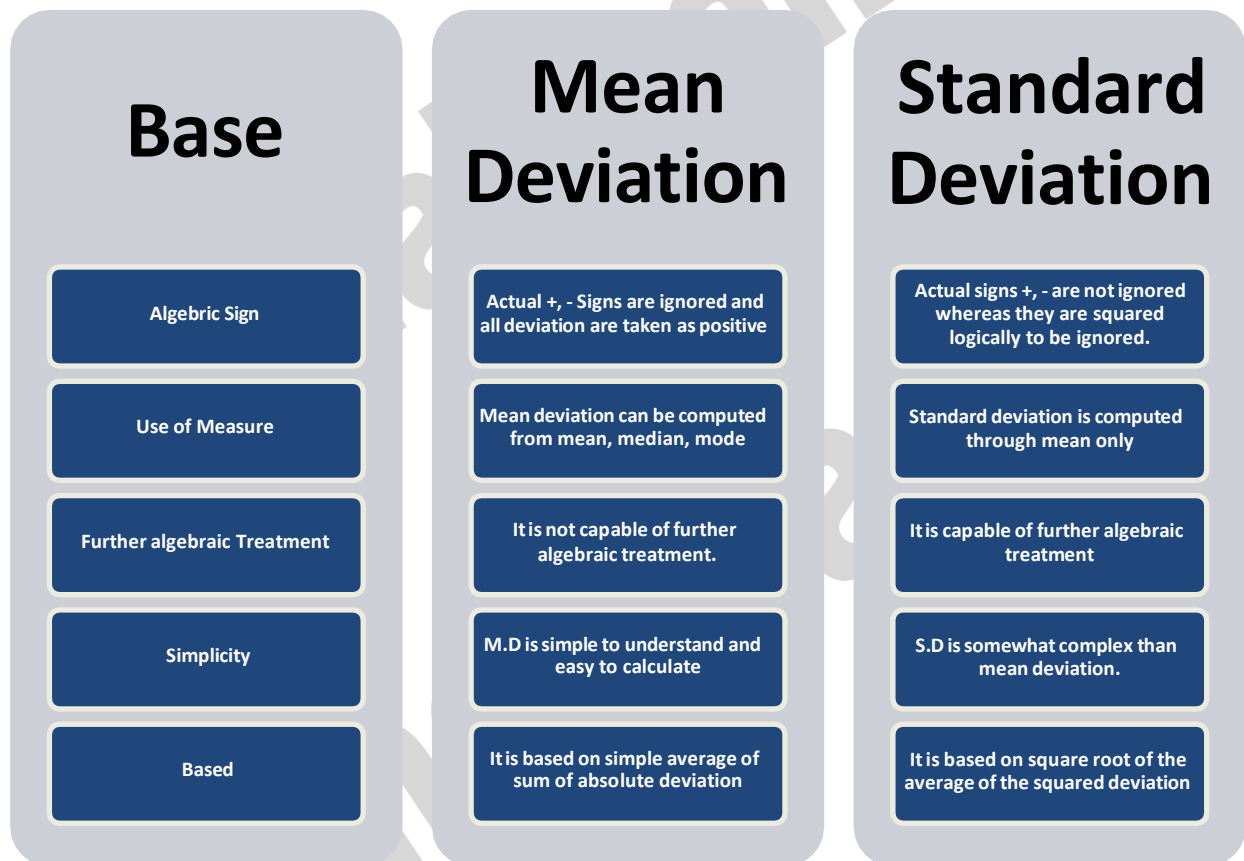 Base
Algebric Sign
Use of Measure
Further algebraic Treatment
Simplicity
Based
Mean
Deviation
Actual +, - Signs are ignored and
all deviation are taken as positive
Mean deviation can be computed
from mean, median, mode
It is not capable of further
algebraic treatment.
M.D is simple to understand and
easy to calculate
It is based on simple average of
sum of absolute deviation
Standard
Deviation
Actual signs +, - are not ignored
whereas they are squared
logically to be ignored.
Standard deviation is computed
through mean only
It is capable of further algebraic
treatment
S.D is somewhat complex than
mean deviation.
It is based on square root of the
average of the squared deviation